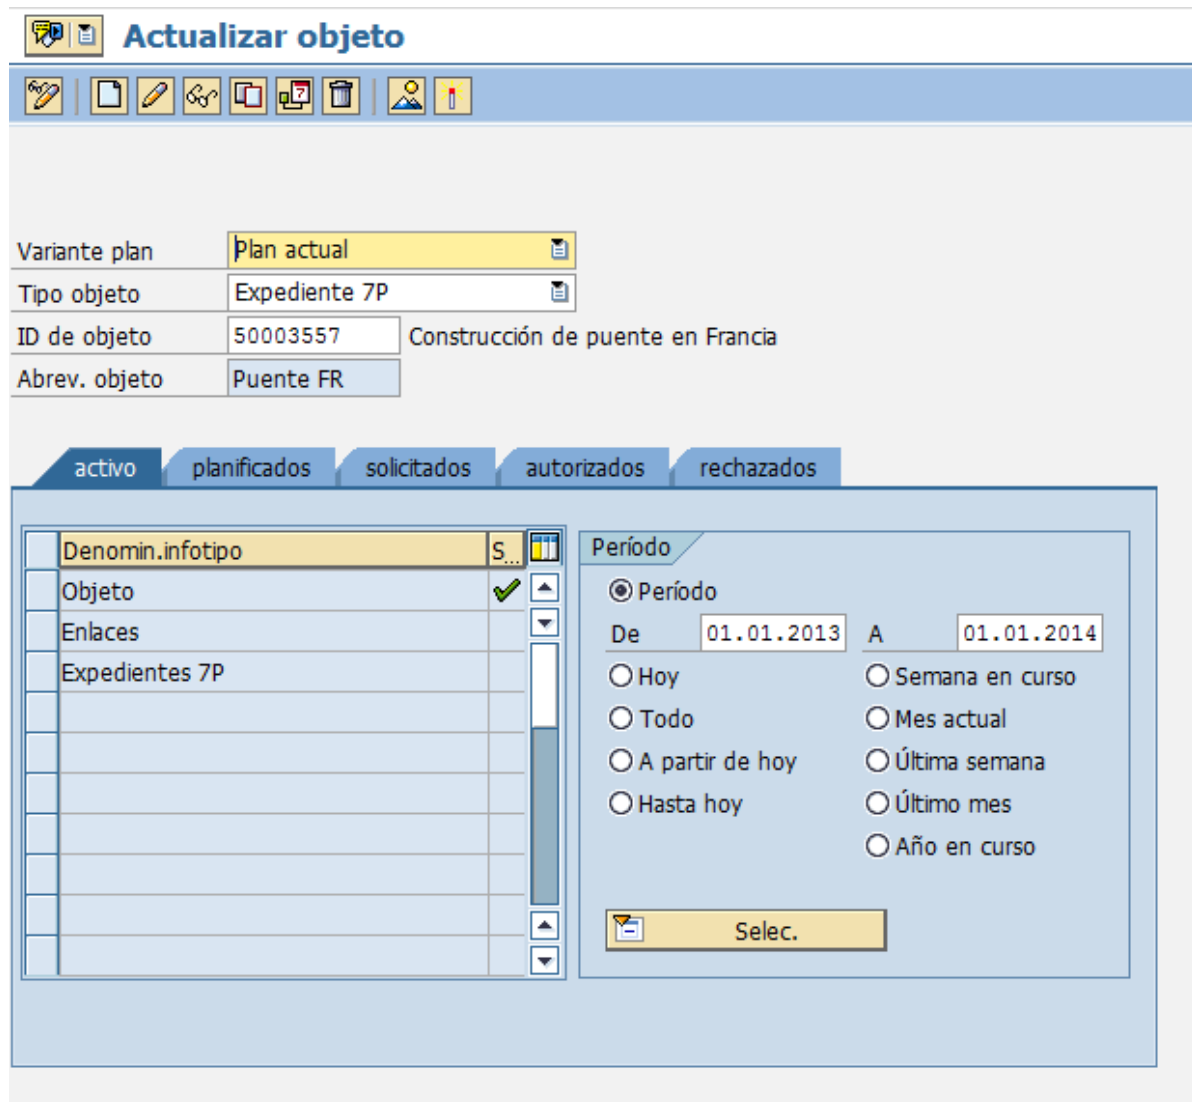 Actualizar objeto
Variante plan Plan actual
Tipo objeto Expediente 7P
ID de objeto 50003557 Construcción de puente en Francia
Abrev. objeto Puente FR
activo planificados solicitados autorizados rechazados
Denomin.infotipo S..
Objeto
Enlaces
Expedientes 7P
Período
Período
De 01.01.2013 A 01.01.2014
Hoy Semana en curso
Todo Mes actual
A partir de hoy Última semana
Hasta hoy Último mes
Año en curso
Selec.